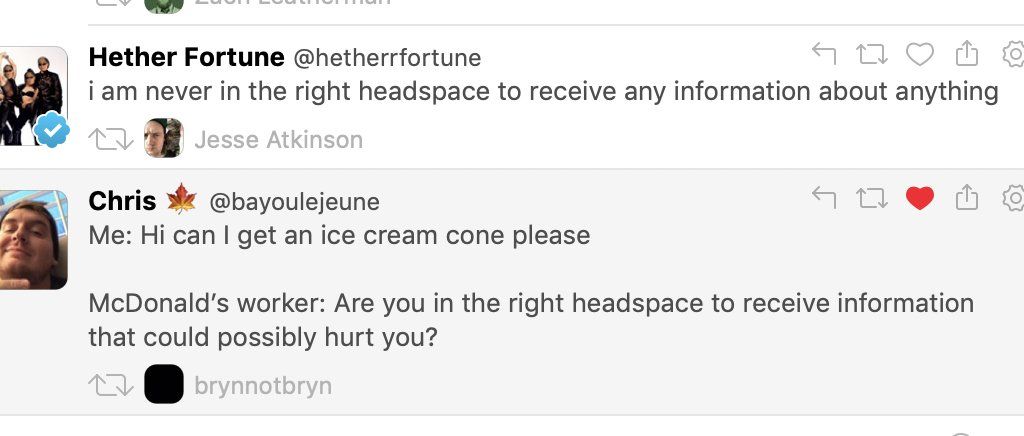 Zach Leatherman
Hether Fortune @hetherrfortune
i am never in the right headspace to receive any information about anything
Jesse Atkinson
Chris 🍁 @bayoulejeune
Me: Hi can I get an ice cream cone please
McDonald’s worker: Are you in the right headspace to receive information
that could possibly hurt you?
brynnotbryn